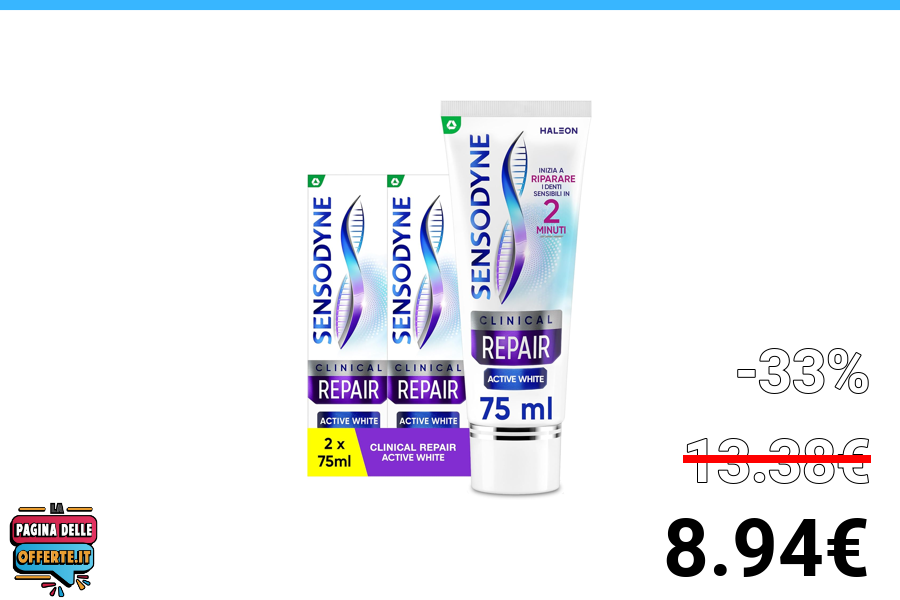 HALEON
SENSODYNE
INIZIA A
RIPARARE
I DENTI
SENSIBILI IN
2
MINUTI
CLINICAL
REPAIR
ACTIVE WHITE
75 ml
SENSODYNE
CLINICAL
REPAIR
ACTIVE WHITE
SENSODYNE
CLINICAL
REPAIR
ACTIVE WHITE
2 x
75ml
CLINICAL REPAIR
ACTIVE WHITE
-33%
13.38€
8.94€
LA
PAGINA DELLE
OFFERTE.IT